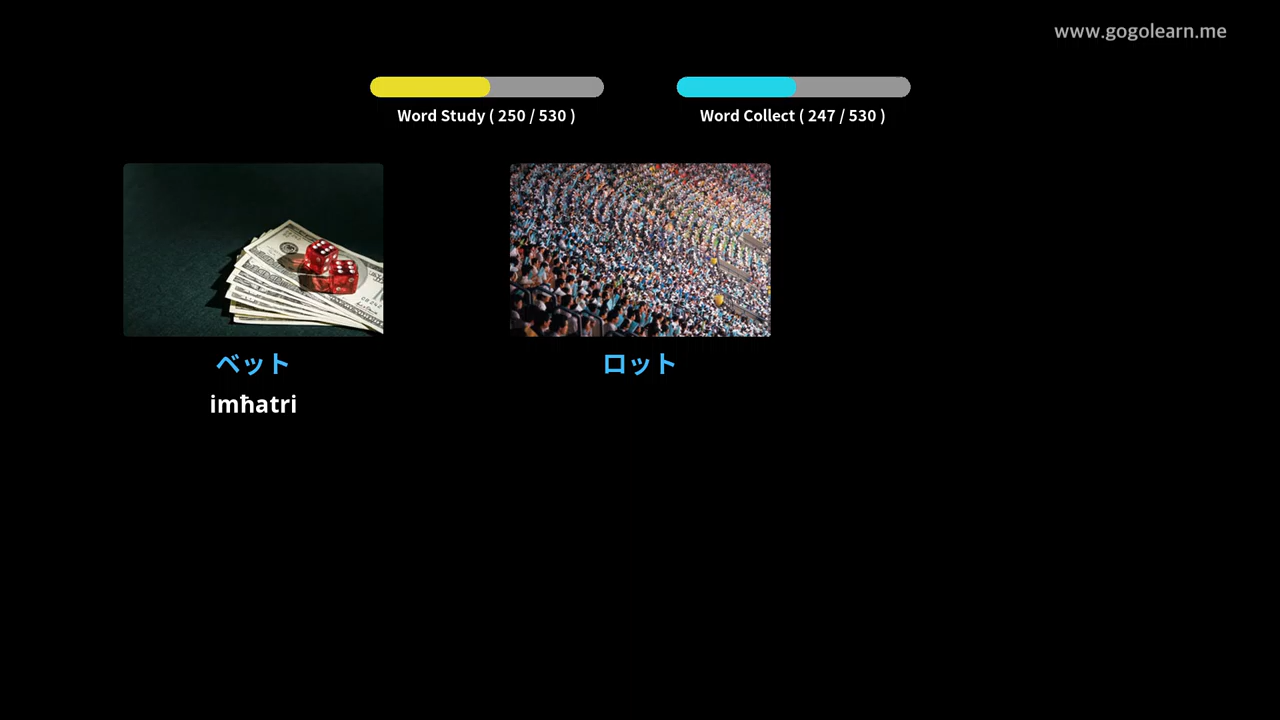 www.gogolearn.me
Word Study ( 250 / 530 )
Word Collect ( 247 / 530 )
ベット
imħatri
ロット